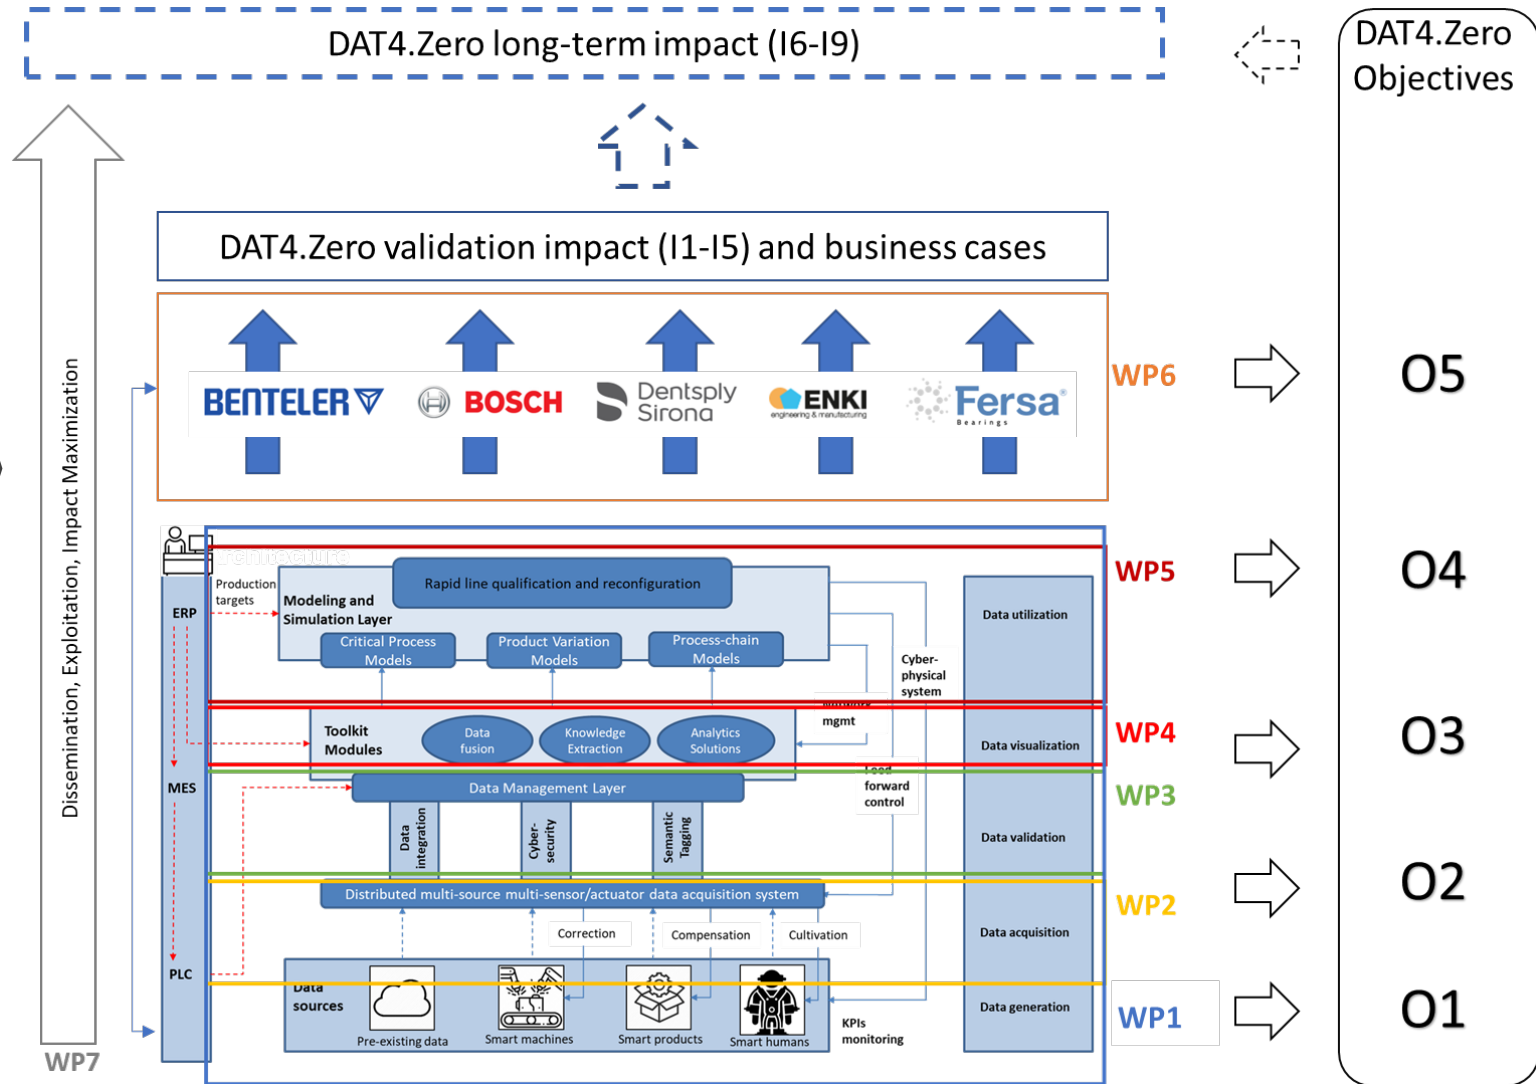 DAT4.Zero long-term impact (I6-I9)
DAT4.Zero
Objectives
DAT4.Zero validation impact (I1-I5) and business cases
Dissemination, Exploitation, Impact Maximization
WP7
BENTELER
BOSCH
Dentsply
Sirona
ENKI
engineering & manufacturing
Fersa
Bearings
WP6
O5
Production
targets
ERP
MES
PLC
Rapid line qualification and reconfiguration
Modeling and
Simulation Layer
Critical Process
Models
Product Variation
Models
Process-chain
Models
Cyber-
physical
system
mgmt
forward
control
Data utilization
WP5
O4
Toolkit
Modules
Data
fusion
Knowledge
Extraction
Analytics
Solutions
Data visualization
WP4
O3
Data Management Layer
WP3
Data
integration
Cyber-
security
Semantic
Tagging
Data validation
O2
Distributed multi-source multi-sensor/actuator data acquisition system
WP2
Correction
Compensation
Cultivation
Data acquisition
Data
sources
Pre-existing data
Smart machines
Smart products
Smart humans
KPIs
monitoring
Data generation
WP1
O1